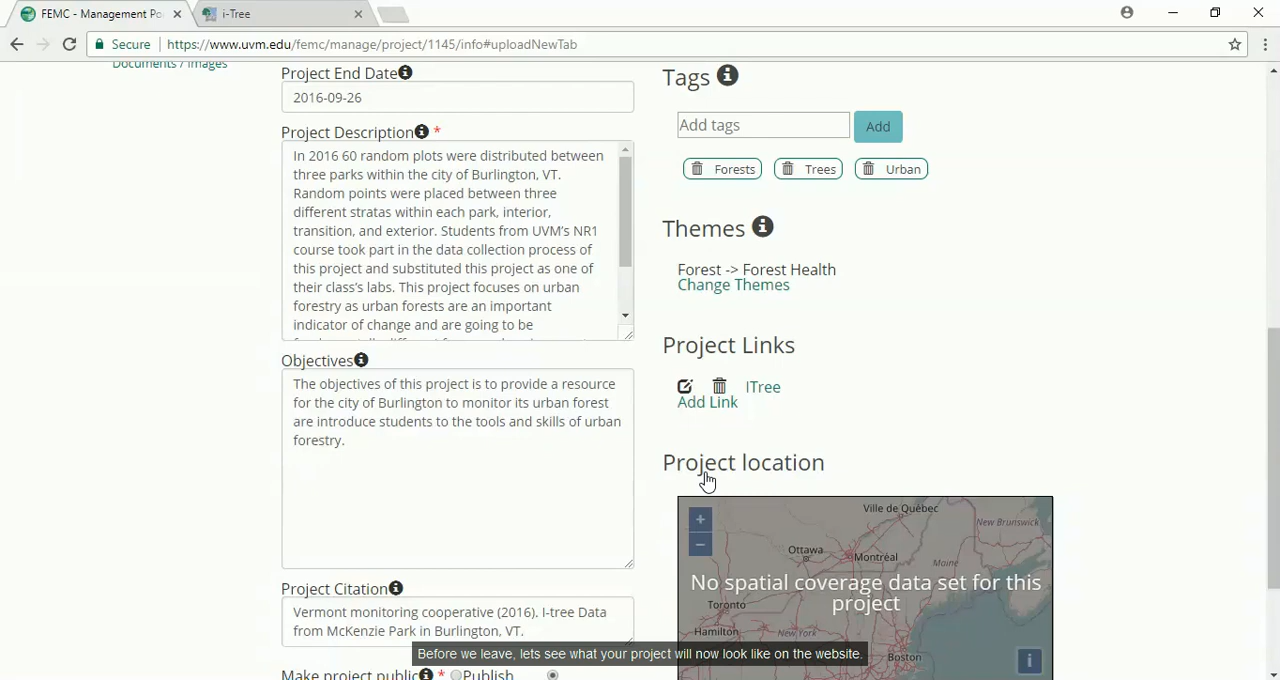 FEMC - Management Po
i-Tree
Secure
https://www.uvm.edu/femc/manage/project/1145/info#uploadNewTab
Documents / Images
Project End Date
2016-09-26
Project Description *
In 2016 60 random plots were distributed between
three parks within the city of Burlington, VT.
Random points were placed between three
different stratas within each park, interior,
transition, and exterior. Students from UVM's NR1
course took part in the data collection process of
this project and substituted this project as one of
their class's labs. This project focuses on urban
forestry as urban forests are an important
indicator of change and are going to be
Objectives
The objectives of this project is to provide a resource
for the city of Burlington to monitor its urban forest
are introduce students to the tools and skills of urban
forestry.
Project Citation
Vermont monitoring cooperative (2016). I-tree Data
from McKenzie Park in Burlington, VT.
Make project public * Publish
Tags
Add tags
Add
Forests
Trees
Urban
Themes
Forest -> Forest Health
Change Themes
Project Links
ITree
Add Link
Project location
+
−
Ville de Québec
New Brunswick
Ottawa
Montréal
Maine
No spatial coverage data set for this
project
Toronto
Hamilton
New York
Boston
i
Before we leave, lets see what your project will now look like on the website.